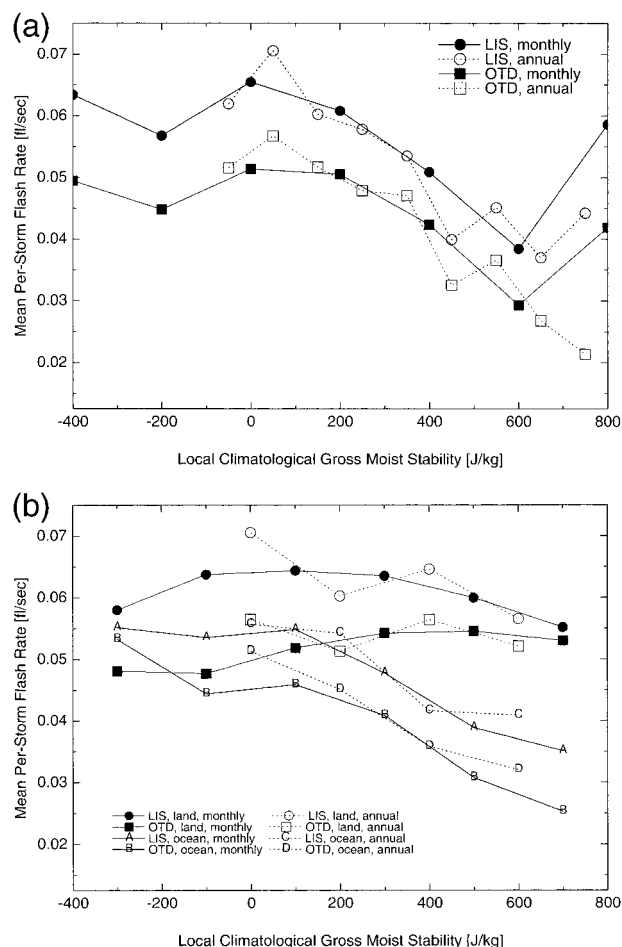 (a)
LIS, monthly
LIS, annual
OTD, monthly
OTD, annual
Mean Per-Storm Flash Rate [fl/sec]
0.07
0.06
0.05
0.04
0.03
0.02
-400 -200 0 200 400 600 800
Local Climatological Gross Moist Stability [J/kg]
(b)
Mean Per-Storm Flash Rate [fl/sec]
0.07
0.06
0.05
0.04
0.03
0.02
A A A A A A
B B B B B B
C C C C
D D D D
LIS, land, monthly LIS, land, annual
OTD, land, monthly OTD, land, annual
A LIS, ocean, monthly C LIS, ocean, annual
B OTD, ocean, monthly D OTD, ocean, annual
-400 -200 0 200 400 600 800
Local Climatological Gross Moist Stability [J/kg]